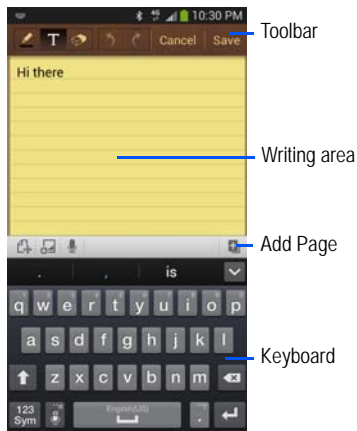 10:30 PM
T Cancel Save
Toolbar
Hi there
Writing area
Add Page
. , is
q w e r t y u i o p
a s d f g h j k l
Keyboard
z x c v b n m
123
Sym
English(US)
.